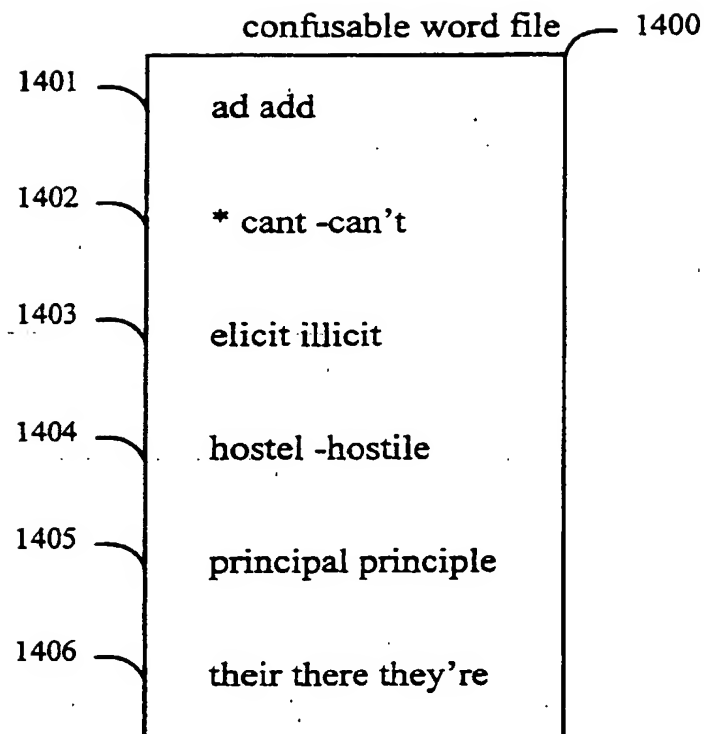 confusable word file 1400
1401 ad add
1402 * cant -can't
1403 elicit illicit
1404 hostel -hostile
1405 principal principle
1406 their there they're